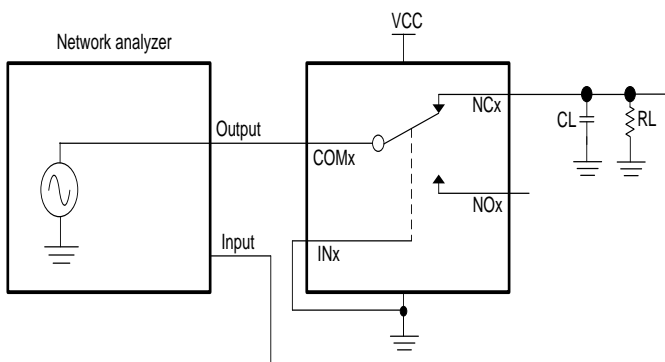 VCC
Network analyzer
NCx
CL
RL
Output
COMx
NOx
Input
INx